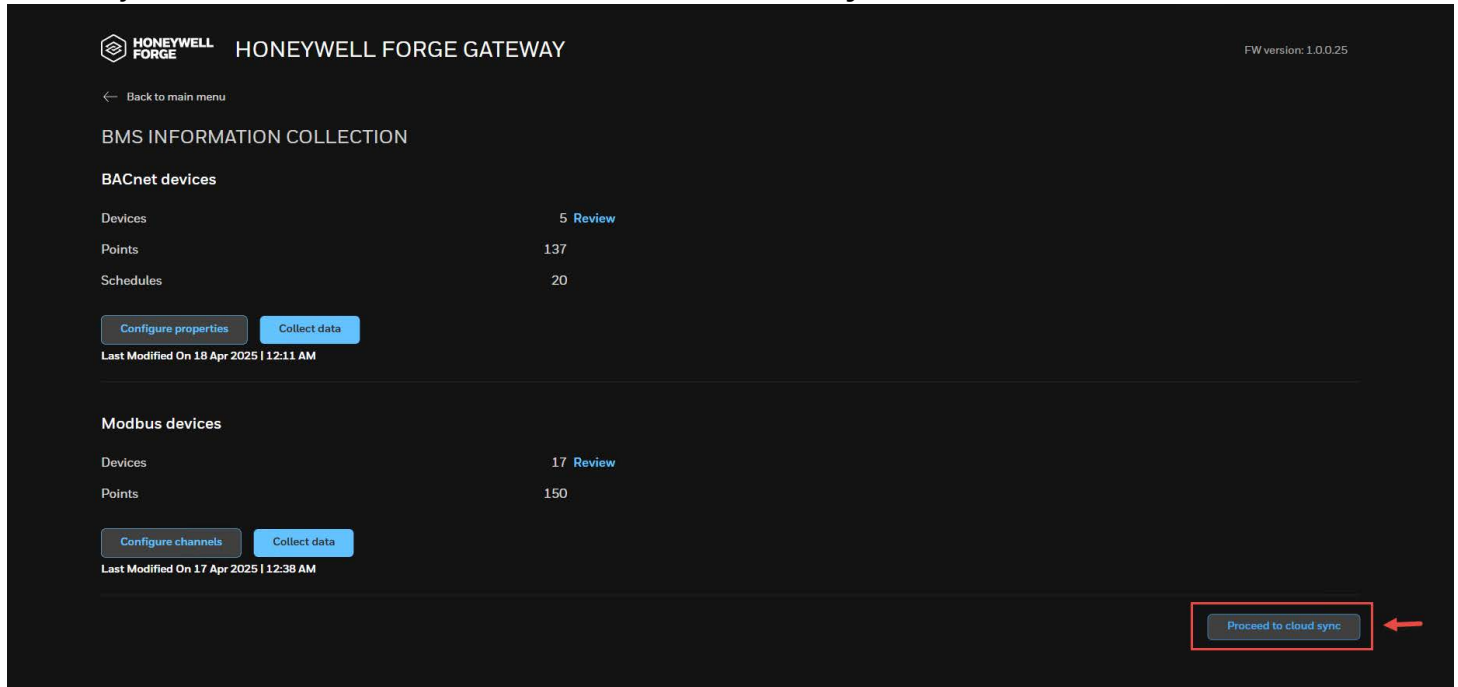 HONEYWELL FORGE HONEYWELL FORGE GATEWAY FW version: 1.0.0.25
← Back to main menu
BMS INFORMATION COLLECTION
BACnet devices
Devices 5 Review
Points 137
Schedules 20
Configure properties Collect data
Last Modified On 18 Apr 2025 | 12:11 AM
Modbus devices
Devices 17 Review
Points 150
Configure channels Collect data
Last Modified On 17 Apr 2025 | 12:38 AM
Proceed to cloud sync